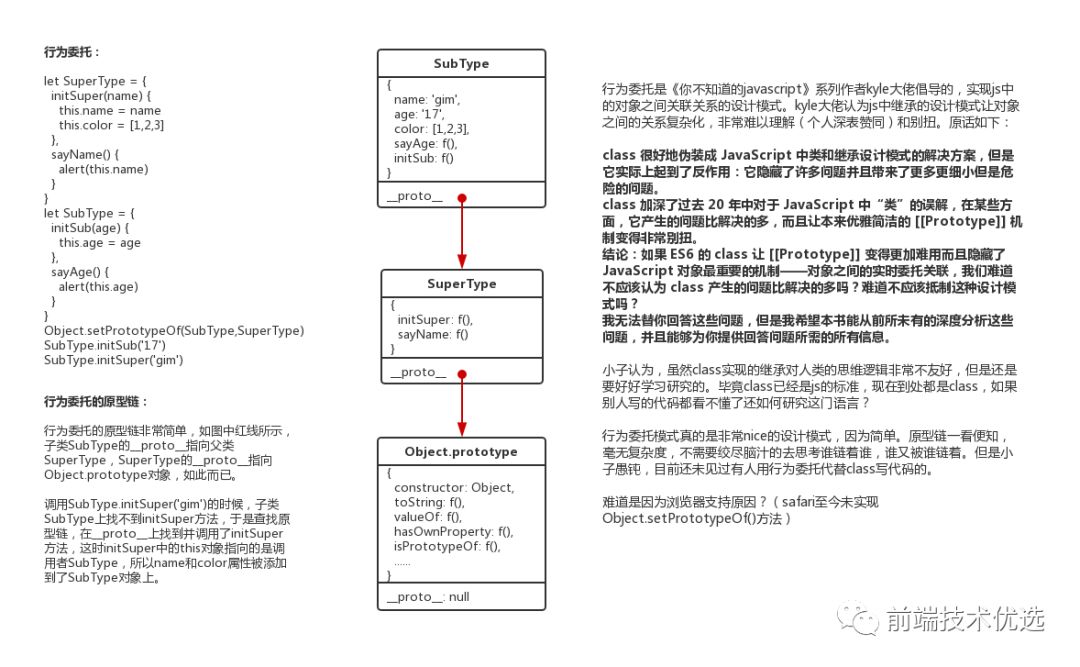 行为委托：
let SuperType = {
initSuper(name) {
this.name = name
this.color = [1,2,3]
},
sayName() {
alert(this.name)
}
}
let SubType = {
initSub(age) {
this.age = age
},
sayAge() {
alert(this.age)
}
}
Object.setPrototypeOf(SubType,SuperType)
SubType.initSub('17')
SubType.initSuper('gim')
行为委托的原型链：
行为委托的原型链非常简单，如图中红线所示，
子类SubType的__proto__指向父类
SuperType，SuperType的__proto__指向
Object.prototype对象，如此而已。
调用SubType.initSuper('gim')的时候，子类
SubType上找不到initSuper方法，于是查找原
型链，在__proto__上找到并调用了initSuper
方法，这时initSuper中的this对象指向的是调
用者SubType，所以name和color属性被添加
到了SubType对象上。
SubType
{
name: 'gim',
age: '17',
color: [1,2,3],
sayAge: f(),
initSub: f()
}
__proto__
SuperType
{
initSuper: f(),
sayName: f()
}
__proto__
Object.prototype
{
constructor: Object,
toString: f(),
valueOf: f(),
hasOwnProperty: f(),
isPrototypeOf: f(),
......
}
__proto__: null
行为委托是《你不知道的javascript》系列作者kyle大佬倡导的，实现js中
的对象之间关联关系的设计模式。kyle大佬认为js中继承的设计模式让对象
之间的关系复杂化，非常难以理解（个人深表赞同）和别扭。原话如下：
class 很好地伪装成 JavaScript 中类和继承设计模式的解决方案，但是
它实际上起到了反作用：它隐藏了许多问题并且带来了更多更细小但是危
险的问题。
class 加深了过去 20 年中对于 JavaScript 中“类”的误解，在某些方
面，它产生的问题比解决的多，而且让本来优雅简洁的 [[Prototype]] 机
制变得非常别扭。
结论：如果 ES6 的 class 让 [[Prototype]] 变得更加难用而且隐藏了
JavaScript 对象最重要的机制——对象之间的实时委托关联，我们难道
不应该认为 class 产生的问题比解决的多吗？难道不应该抵制这种设计模
式吗？
我无法替你回答这些问题，但是我希望本书能从前所未有的深度分析这些
问题，并且能够为你提供回答问题所需的所有信息。
小子认为，虽然class实现的继承对人类的思维逻辑非常不友好，但是还是
要好好学习研究的。毕竟class已经是js的标准，现在到处都是class，如果
别人写的代码都看不懂了还如何研究这门语言？
行为委托模式真的是非常nice的设计模式，因为简单。原型链一看便知，
毫无复杂度，不需要绞尽脑汁的去思考谁链着谁，谁又被谁链着。但是小
子愚钝，目前还未见过有人用行为委托代替class写代码的。
难道是因为浏览器支持原因？（safari至今未实现
Object.setPrototypeOf()方法）
前端技术优选